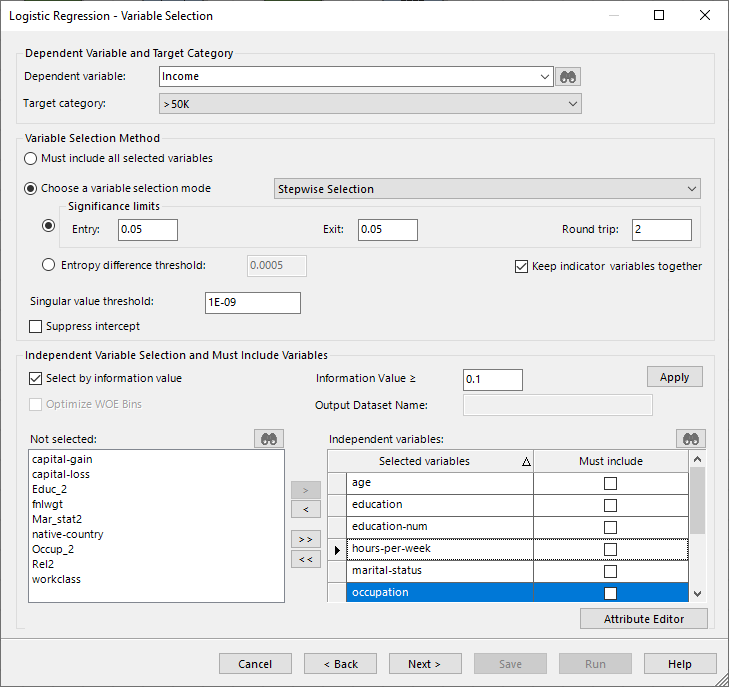 Logistic Regression - Variable Selection
Dependent Variable and Target Category
Dependent variable: Income
Target category: >50K
Variable Selection Method
Must include all selected variables
Choose a variable selection mode Stepwise Selection
Significance limits
Entry: 0.05 Exit: 0.05 Round trip: 2
Entropy difference threshold: 0.0005 Keep indicator variables together
Singular value threshold: 1E-09
Suppress intercept
Independent Variable Selection and Must Include Variables
Select by information value Information Value ≥ 0.1 Apply
Optimize WOE Bins Output Dataset Name:
Not selected:
capital-gain
capital-loss
Educ_2
fnlwgt
Mar_stat2
native-country
Occup_2
Rel2
workclass
>
<
>>
<<
Independent variables:
Selected variables Must include
age
education
education-num
hours-per-week
marital-status
occupation
Attribute Editor
Cancel < Back Next > Save Run Help